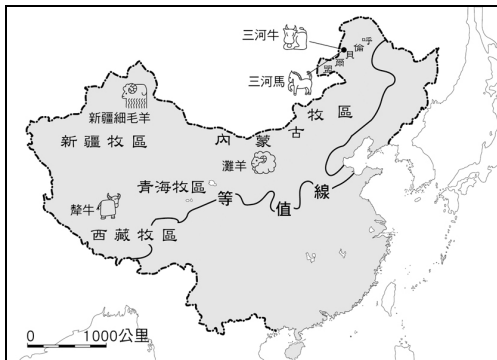 三河牛
呼倫貝爾
三河馬
新疆細毛羊
新疆牧區
內蒙古牧區
灘羊
青海牧區
等值線
犛牛
西藏牧區
0 1000公里